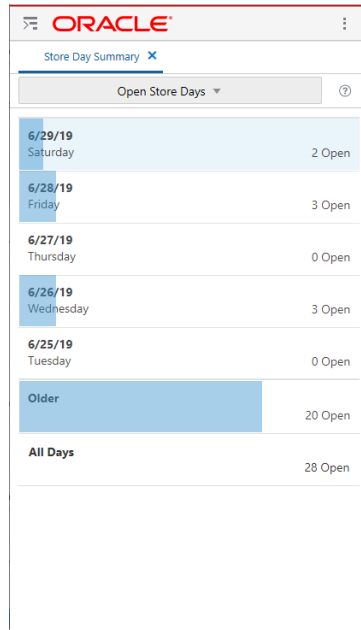 ORACLE
Store Day Summary
Open Store Days
6/29/19
Saturday
2 Open
6/28/19
Friday
3 Open
6/27/19
Thursday
0 Open
6/26/19
Wednesday
3 Open
6/25/19
Tuesday
0 Open
Older
20 Open
All Days
28 Open